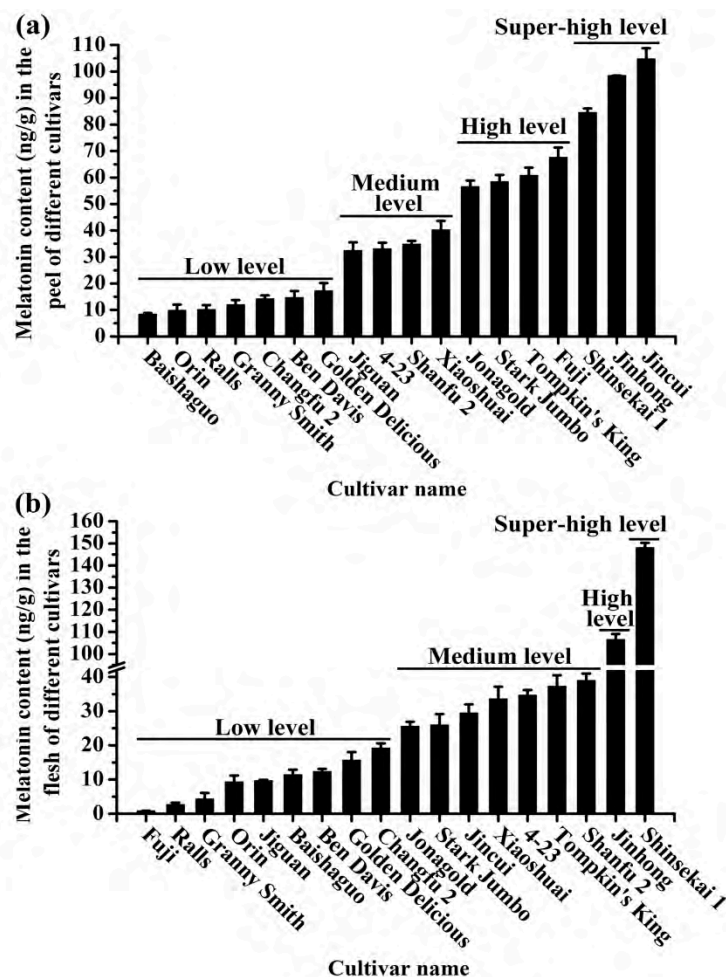 (a)
Melatonin content (ng/g) in the
peel of different cultivars
110
100
90
80
70
60
50
40
30
20
10
0
Low level
Medium
level
High level
Super-high level
Baishaguo
Orin
Ralls
Granny Smith
Changfu 2
Ben Davis
Golden Delicious
Jiguan
4-23
Shanfu 2
Xiaoshuai
Jonagold
Stark Jumbo
Tompkin's King
Fuji
Shinsekai 1
Jinhong
Jincui
Cultivar name
(b)
Melatonin content (ng/g) in the
flesh of different cultivars
160
150
140
130
120
110
100
40
30
20
10
0
Low level
Medium level
High
level
Super-high level
Fuji
Ralls
Granny Smith
Orin
Jiguan
Baishaguo
Ben Davis
Golden Delicious
Changfu 2
Jonagold
Stark Jumbo
Jincui
Xiaoshuai
4-23
Tompkin's King
Shanfu 2
Jinhong
Shinsekai 1
Cultivar name